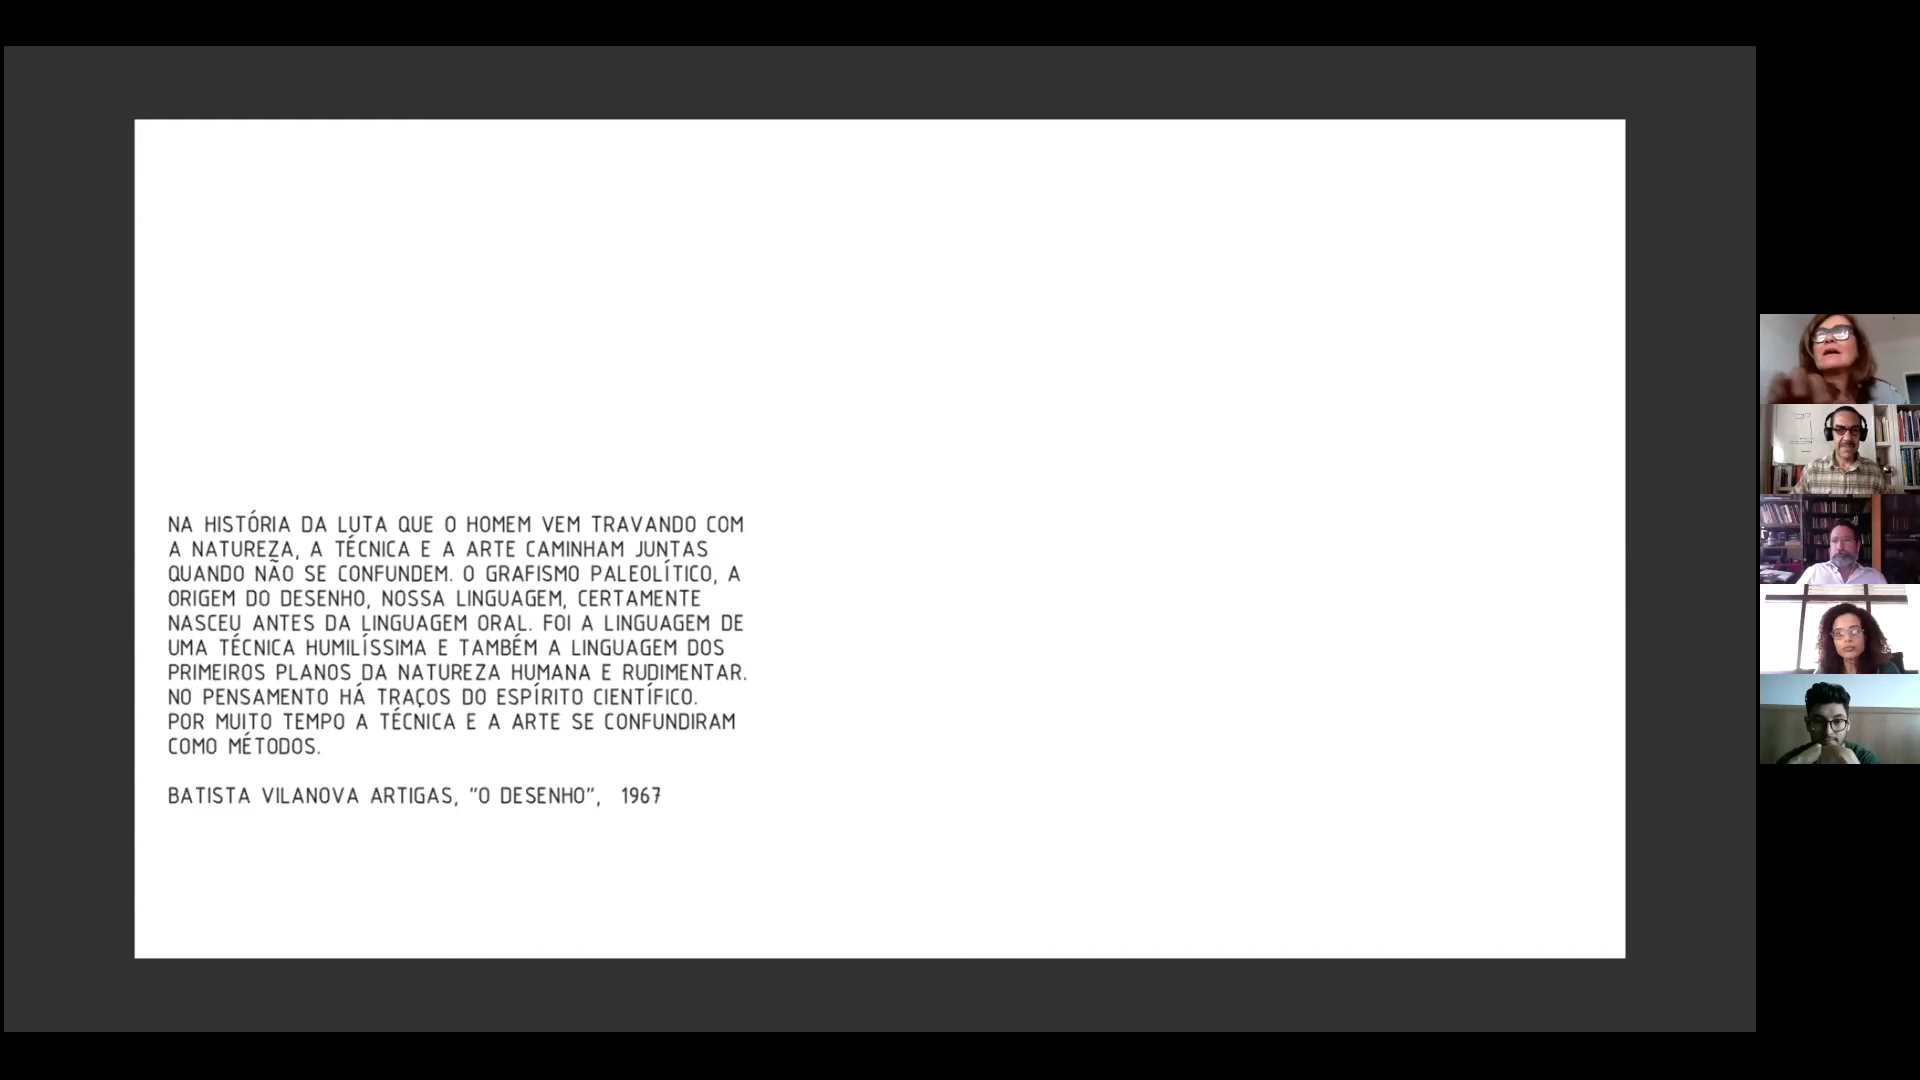 NA HISTÓRIA DA LUTA QUE O HOMEM VEM TRAVANDO COM
A NATUREZA, A TÉCNICA E A ARTE CAMINHAM JUNTAS
QUANDO NÃO SE CONFUNDEM. O GRAFISMO PALEOLÍTICO, A
ORIGEM DO DESENHO, NOSSA LINGUAGEM, CERTAMENTE
NASCEU ANTES DA LINGUAGEM ORAL. FOI A LINGUAGEM DE
UMA TÉCNICA HUMILÍSSIMA E TAMBÉM A LINGUAGEM DOS
PRIMEIROS PLANOS DA NATUREZA HUMANA E RUDIMENTAR.
NO PENSAMENTO HÁ TRAÇOS DO ESPÍRITO CIENTÍFICO.
POR MUITO TEMPO A TÉCNICA E A ARTE SE CONFUNDIRAM
COMO MÉTODOS.
BATISTA VILANOVA ARTIGAS, "O DESENHO", 1967